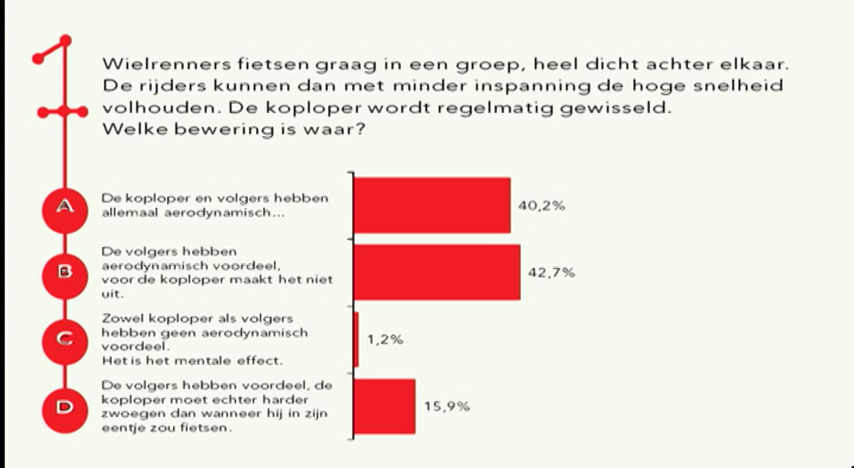 Wielrenners fietsen graag in een groep, heel dicht achter elkaar.
De rijders kunnen dan met minder inspanning de hoge snelheid
volhouden. De koploper wordt regelmatig gewisseld.
Welke bewering is waar?
A
De koploper en volgers hebben
allemaal aerodynamisch...
40,2%
B
De volgers hebben
aerodynamisch voordeel,
voor de koploper maakt het niet
uit.
42,7%
C
Zowel koploper als volgers
hebben geen aerodynamisch
voordeel.
Het is het mentale effect.
1,2%
D
De volgers hebben voordeel, de
koploper moet echter harder
zwoegen dan wanneer hij in zijn
eentje zou fietsen.
15,9%